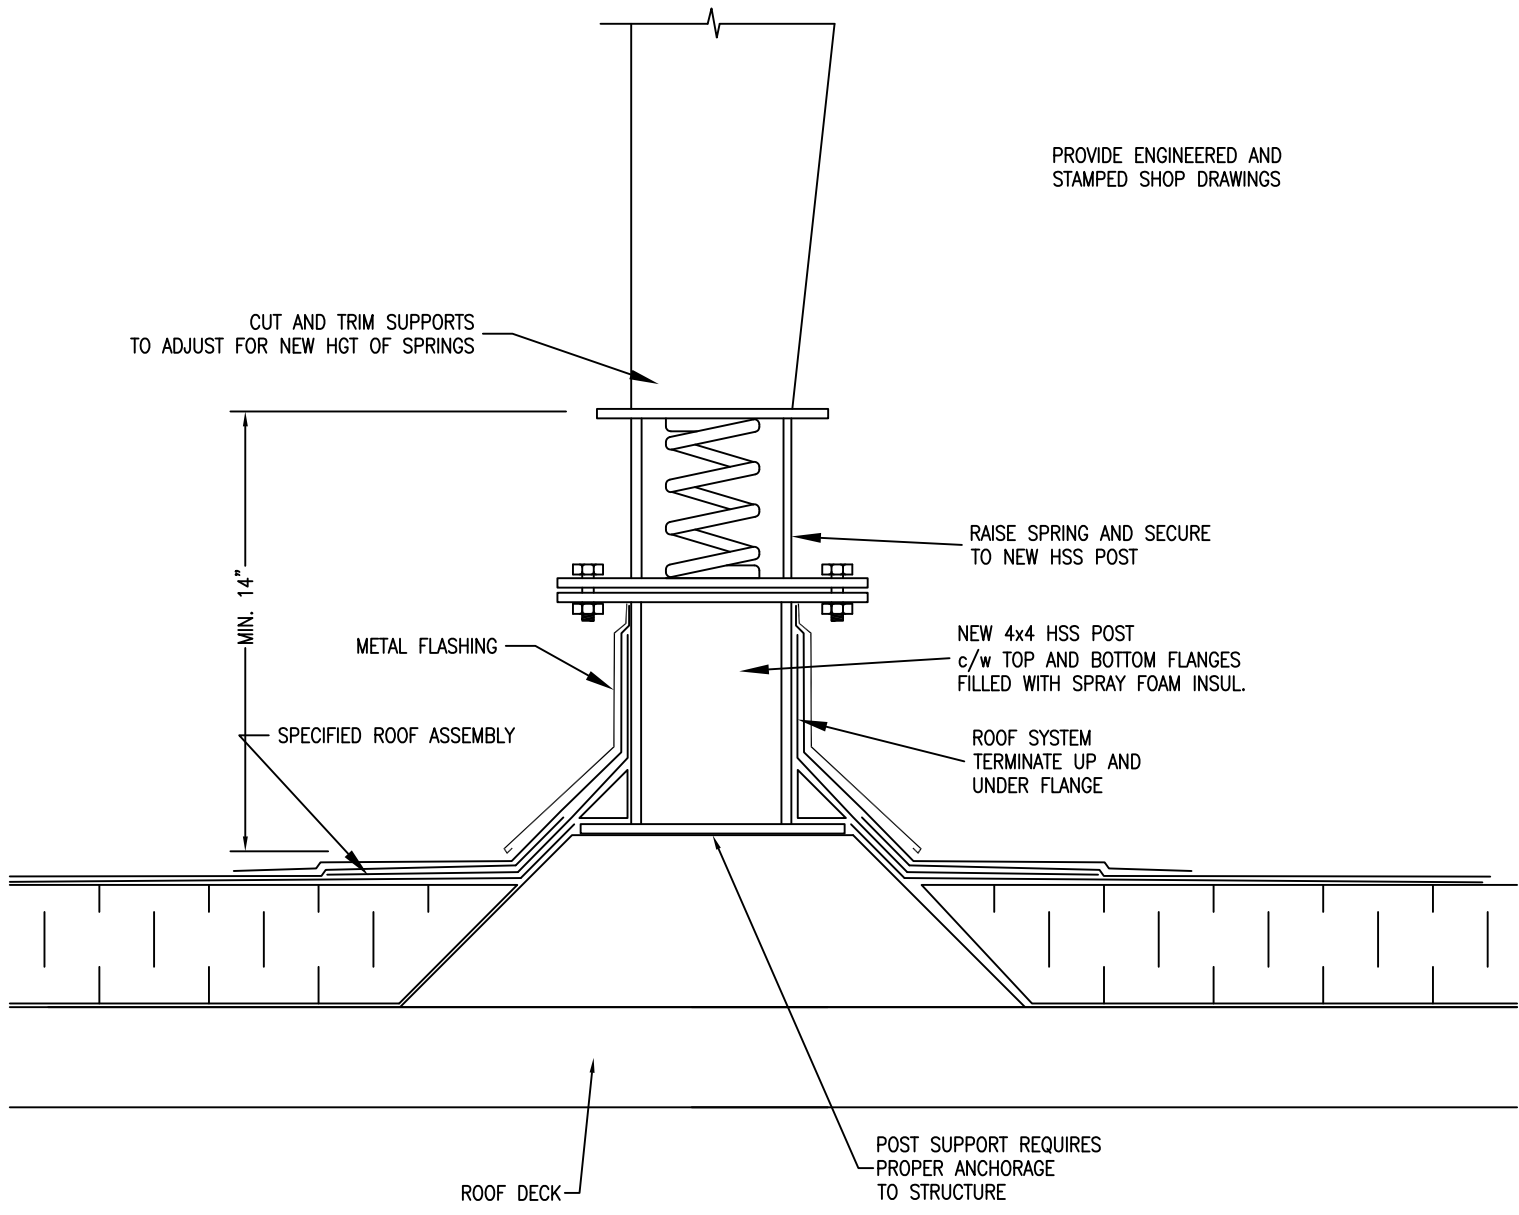 PROVIDE ENGINEERED AND
STAMPED SHOP DRAWINGS
CUT AND TRIM SUPPORTS
TO ADJUST FOR NEW HGT OF SPRINGS
RAISE SPRING AND SECURE
TO NEW HSS POST
MIN. 14"
METAL FLASHING
NEW 4x4 HSS POST
c/w TOP AND BOTTOM FLANGES
FILLED WITH SPRAY FOAM INSUL.
SPECIFIED ROOF ASSEMBLY
ROOF SYSTEM
TERMINATE UP AND
UNDER FLANGE
POST SUPPORT REQUIRES
PROPER ANCHORAGE
TO STRUCTURE
ROOF DECK